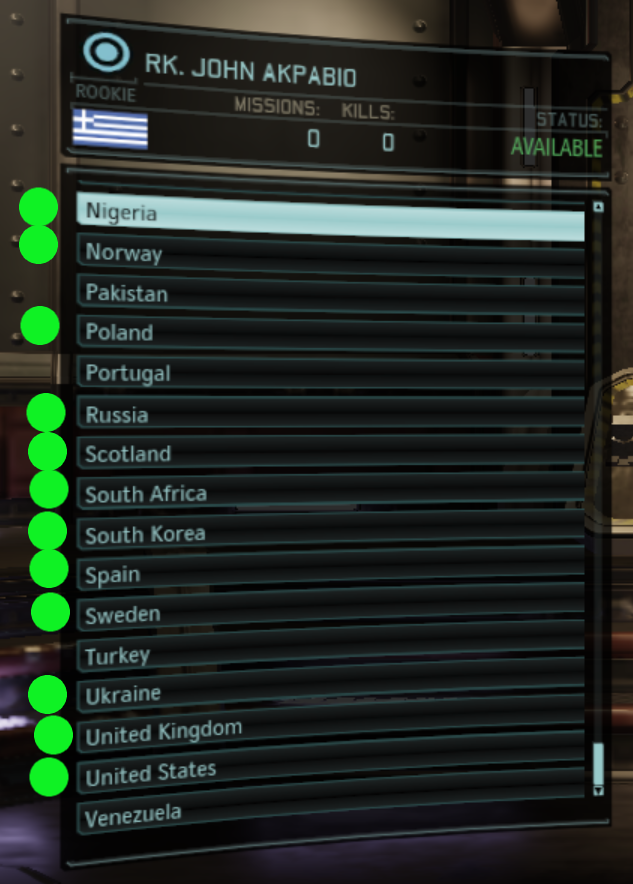 RK. JOHN AKPABIO
ROOKIE
MISSIONS: KILLS: STATUS:
0 0 AVAILABLE
Nigeria
Norway
Pakistan
Poland
Portugal
Russia
Scotland
South Africa
South Korea
Spain
Sweden
Turkey
Ukraine
United Kingdom
United States
Venezuela